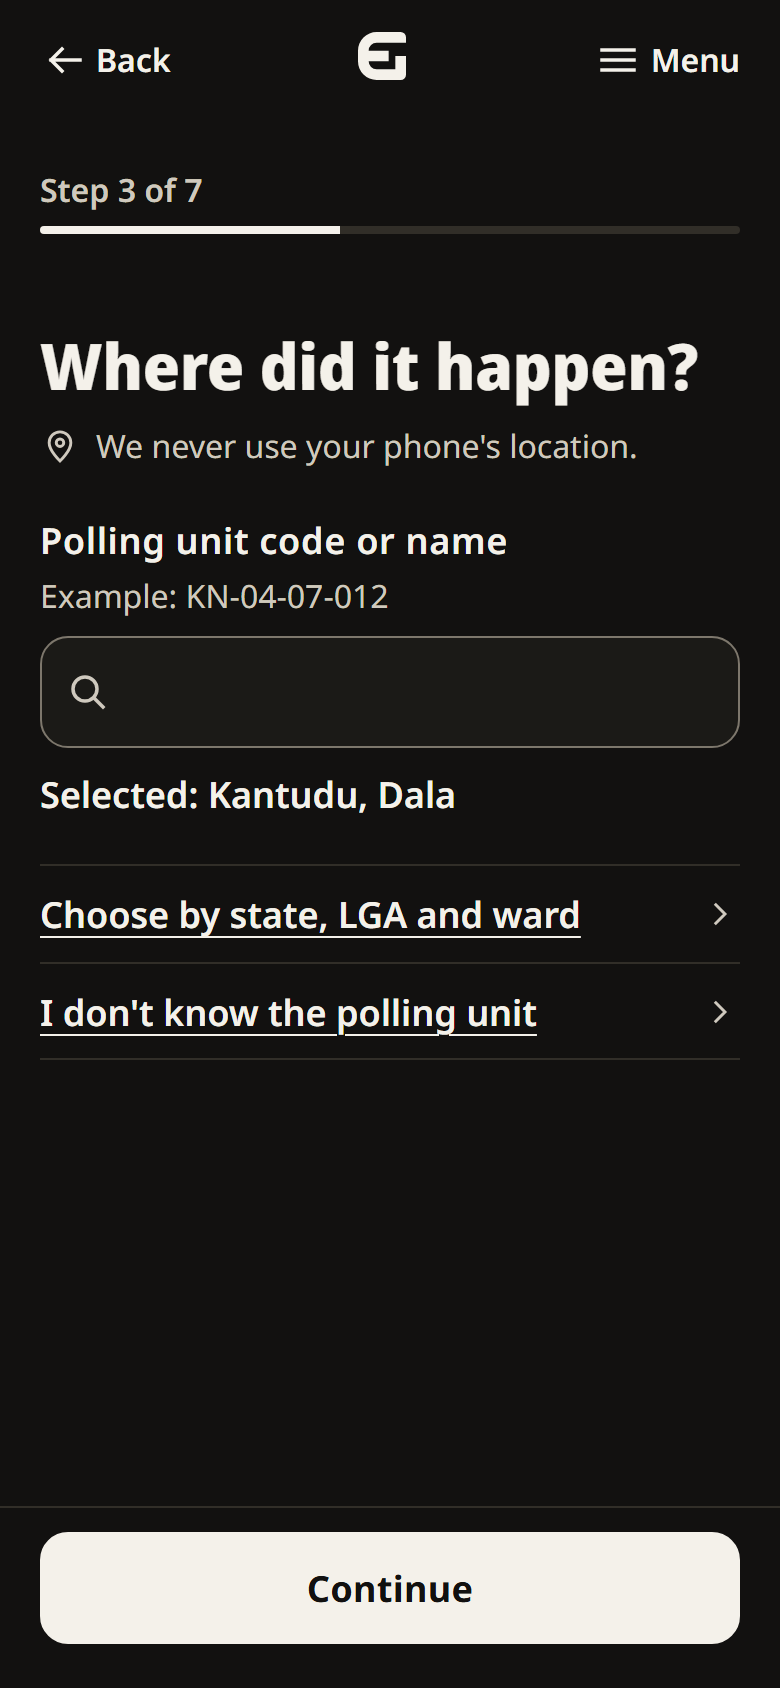 Back
Menu
Step 3 of 7
Where did it happen?
We never use your phone's location.
Polling unit code or name
Example: KN-04-07-012
Selected: Kantudu, Dala
Choose by state, LGA and ward
I don't know the polling unit
Continue